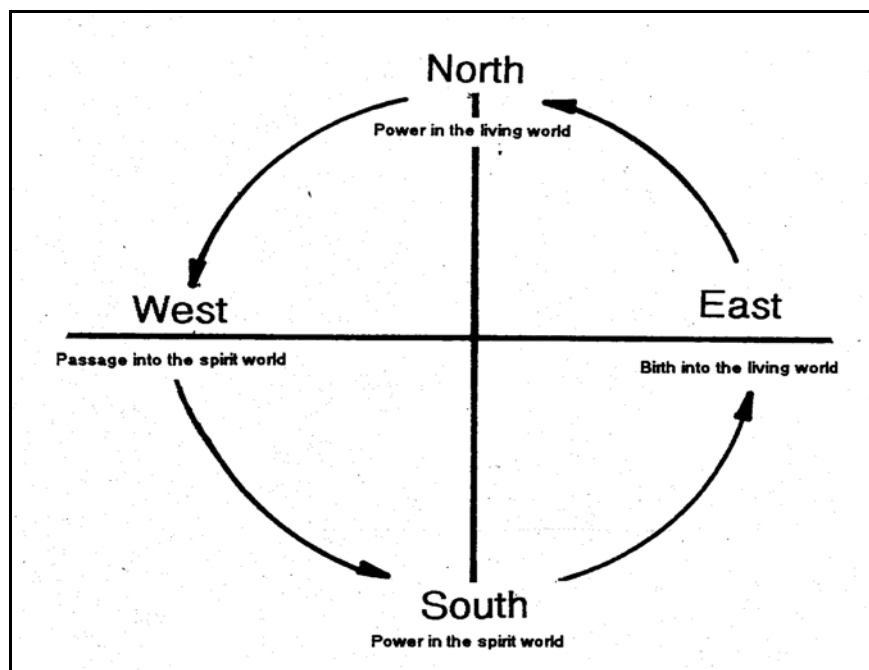 North
Power in the living world
West
East
Passage into the spirit world
Birth into the living world
South
Power in the spirit world